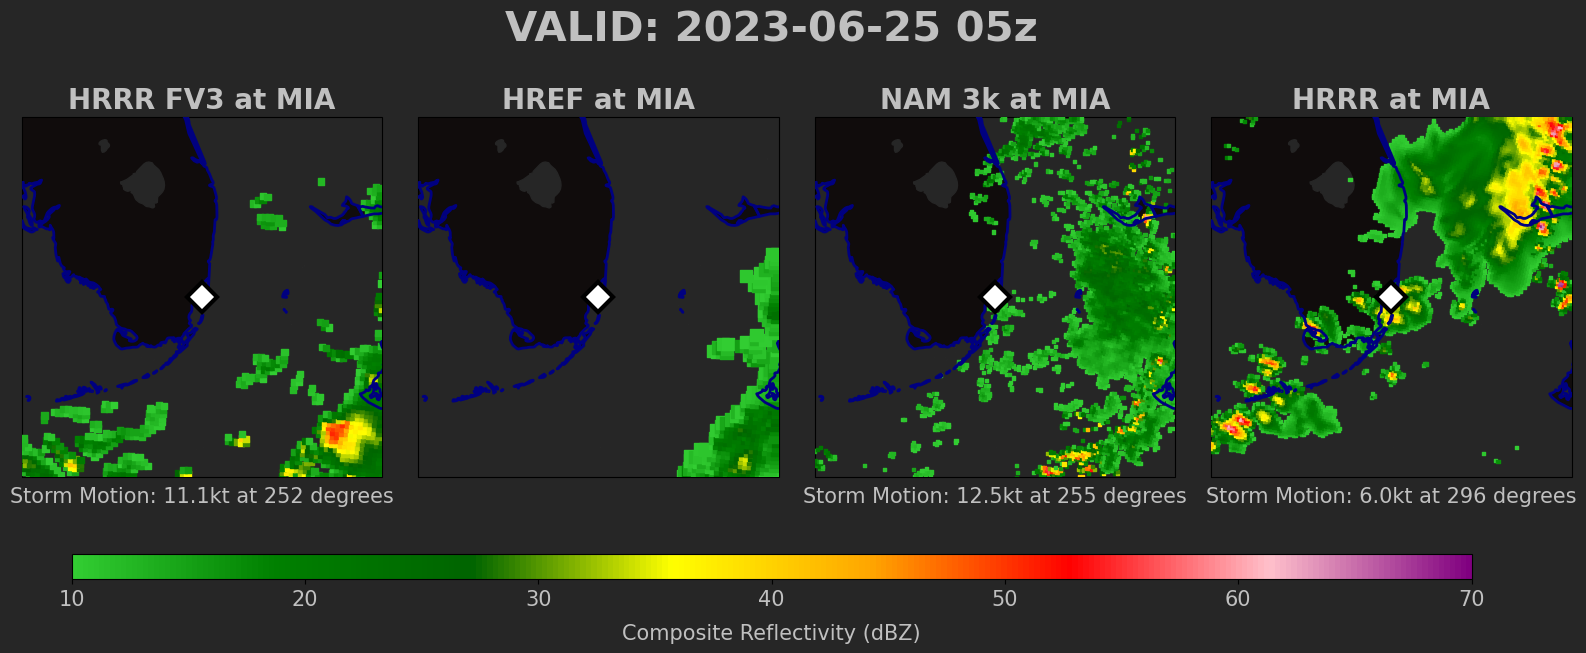 VALID: 2023-06-25 05z
HRRR FV3 at MIA
HREF at MIA
NAM 3k at MIA
HRRR at MIA
Storm Motion: 11.1kt at 252 degrees
Storm Motion: 12.5kt at 255 degrees
Storm Motion: 6.0kt at 296 degrees
10 20 30 40 50 60 70
Composite Reflectivity (dBZ)